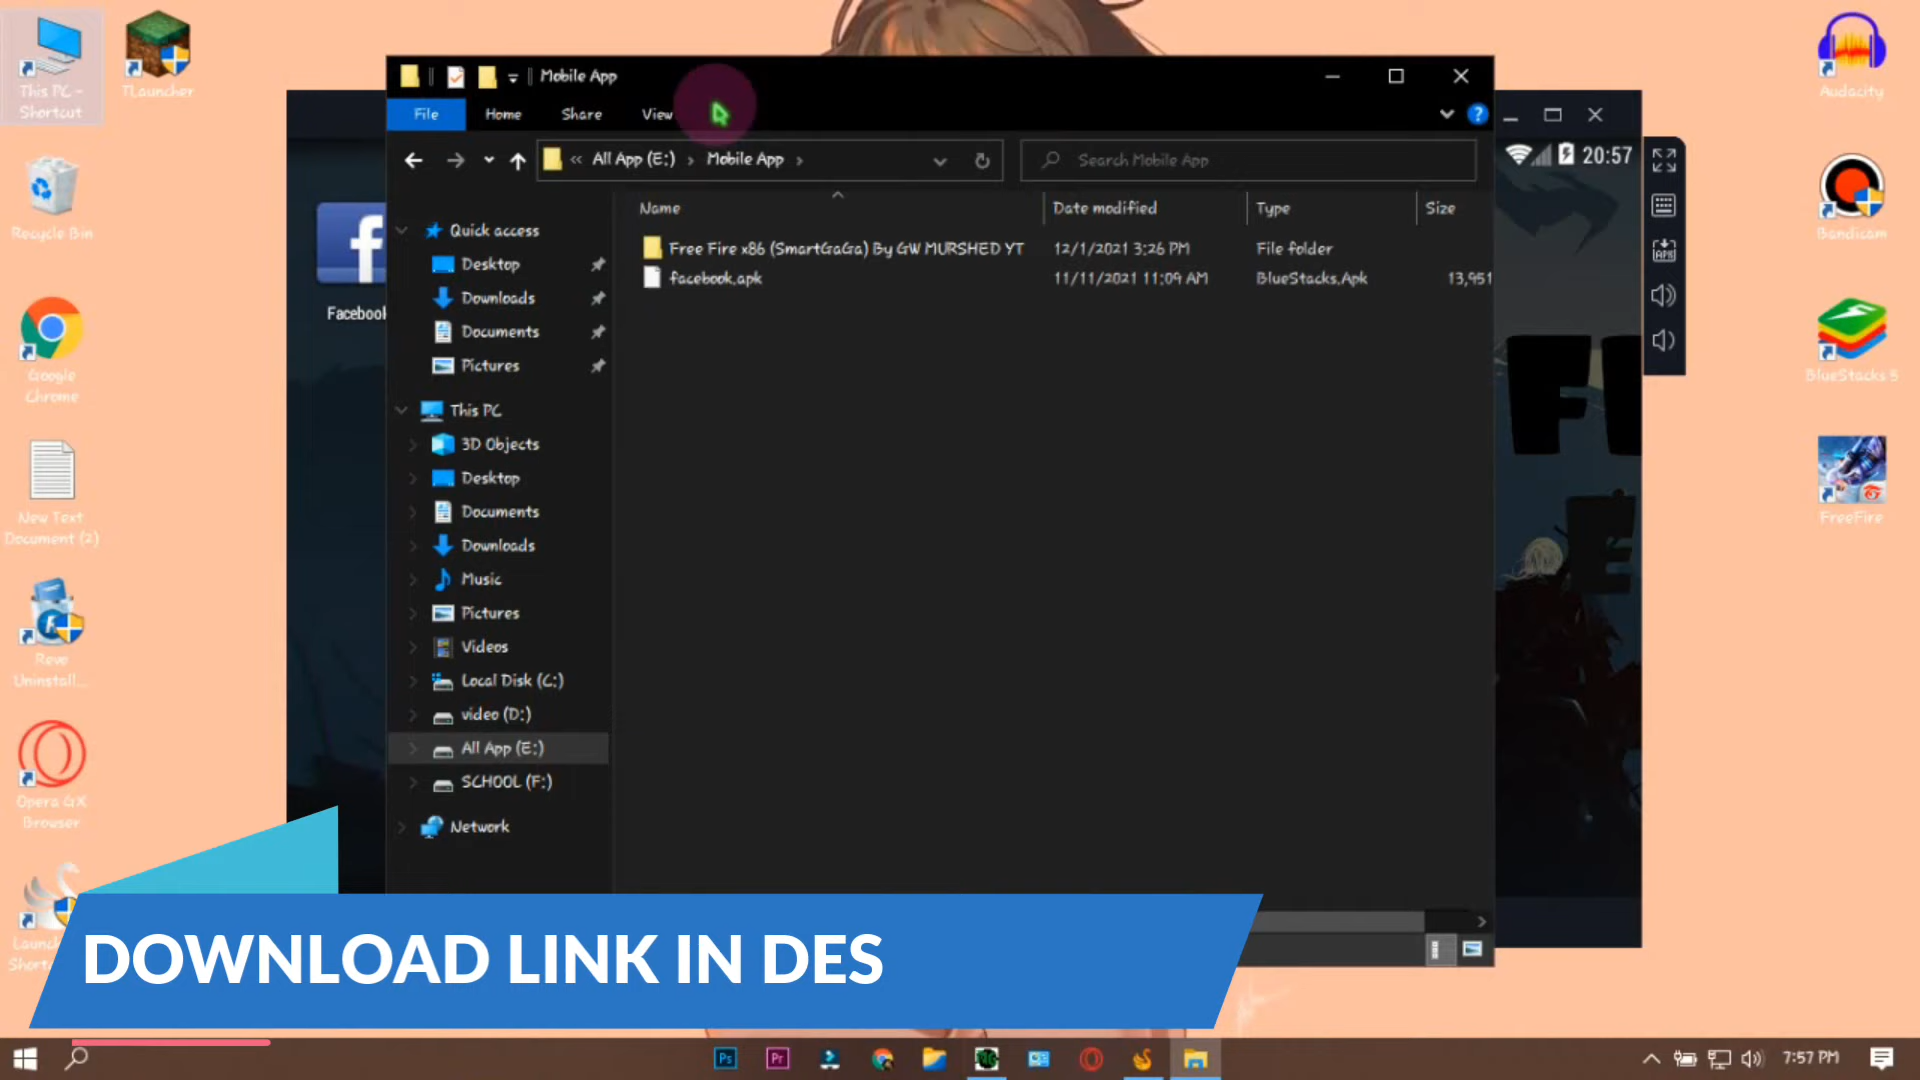 This PC -
Shortcut
TLauncher
Recycle Bin
Google
Chrome
New Text
Document (2)
Revo
Uninstall...
Opera GX
Browser
Audacity
Bandicam
BlueStacks 5
FreeFire
Facebook
20:57
Mobile App
File
Home
Share
View
All App (E:)
Mobile App
Search Mobile App
Name
Date modified
Type
Size
Free Fire x86 (SmartGaGa) By GW MURSHED YT
12/1/2021 3:26 PM
File folder
facebook.apk
11/11/2021 11:09 AM
BlueStacks.Apk
13,951
Quick access
Desktop
Downloads
Documents
Pictures
This PC
3D Objects
Desktop
Documents
Downloads
Music
Pictures
Videos
Local Disk (C:)
video (D:)
All App (E:)
SCHOOL (F:)
Network
DOWNLOAD LINK IN DES
Ps
Pr
7:57 PM